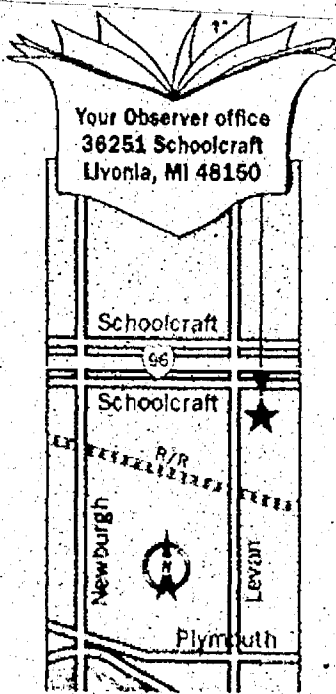 Your Observer office
36251 Schoolcraft
Livonia, MI 48150
Schoolcraft
96
Schoolcraft
R/R
Newburgh
N
Levan
Plymouth